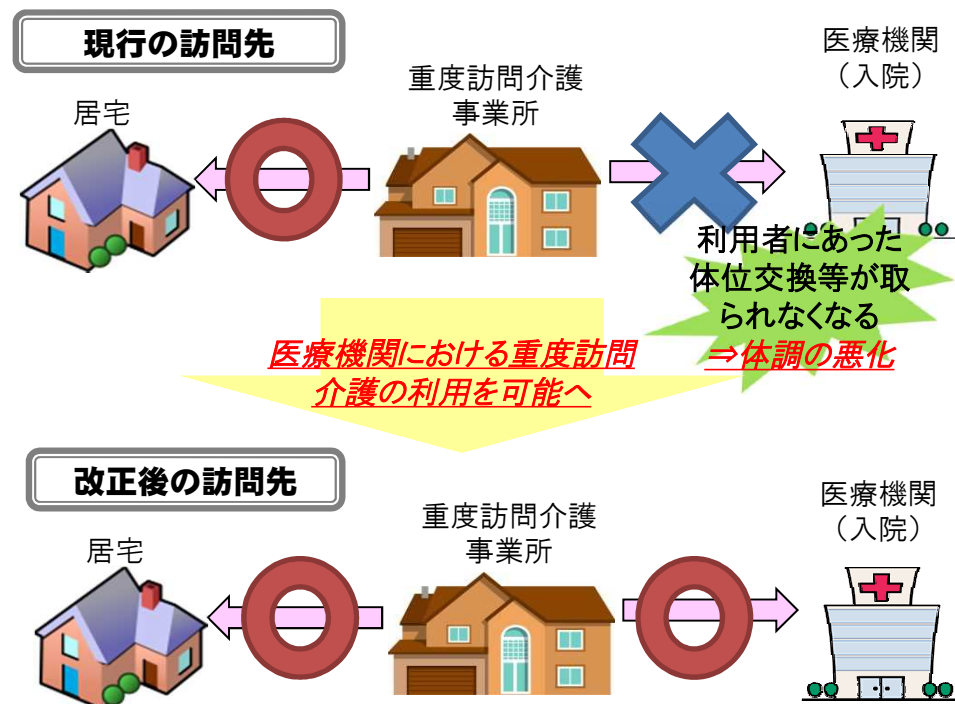 現行の訪問先
医療機関
（入院）
重度訪問介護
事業所
居宅
利用者にあった
体位交換等が取
られなくなる
⇒体調の悪化
医療機関における重度訪問
介護の利用を可能へ
改正後の訪問先
医療機関
（入院）
重度訪問介護
事業所
居宅